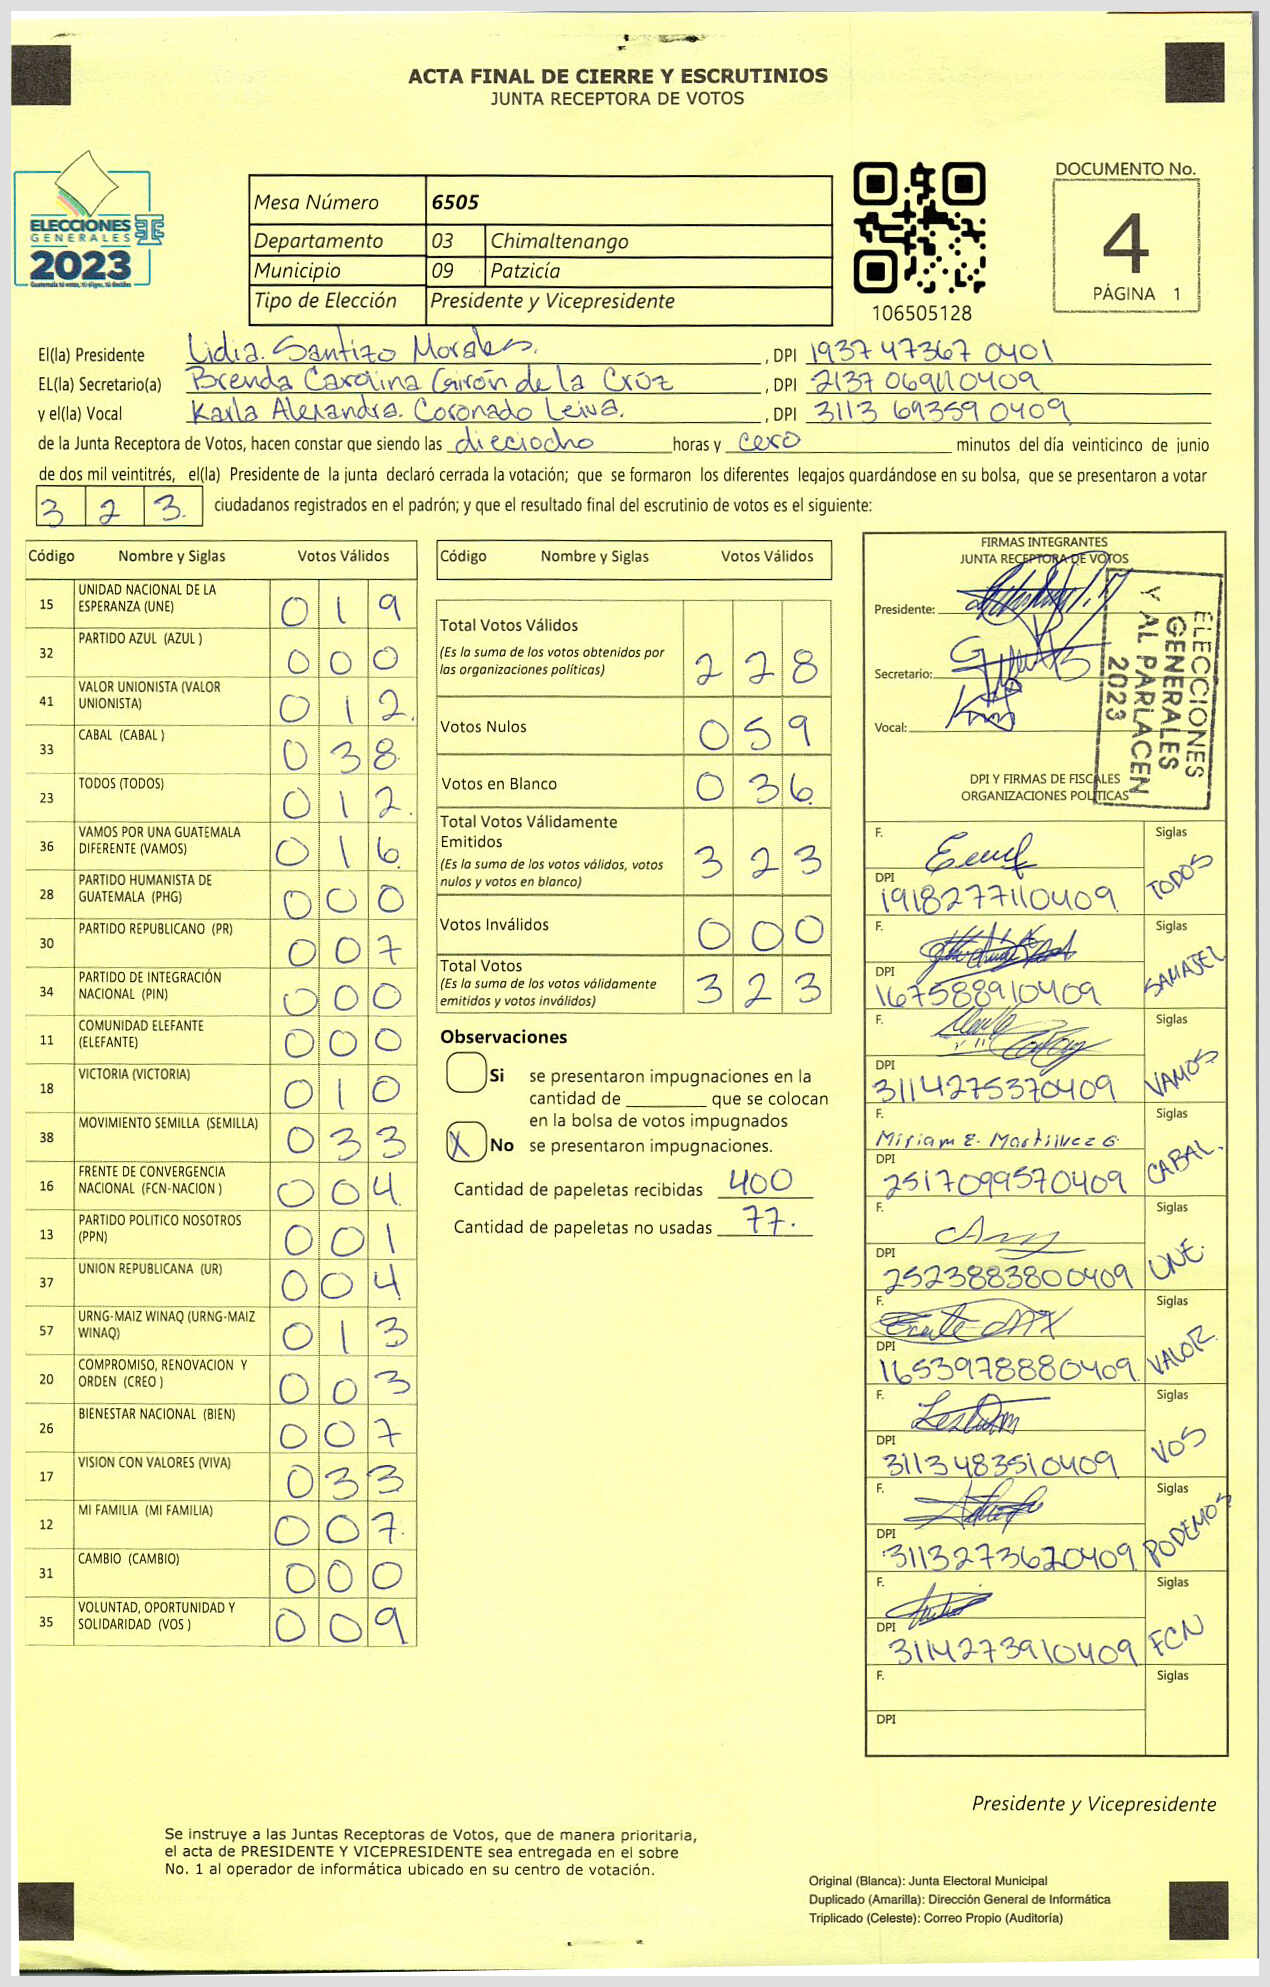 ACTA FINAL DE CIERRE Y ESCRUTINIOS
JUNTA RECEPTORA DE VOTOS
ELECCIONES
GENERALES
2023
Guatemala tú votas, tú eliges, tú decides
Mesa Número 6505
Departamento 03 Chimaltenango
Municipio 09 Patzicía
Tipo de Elección Presidente y Vicepresidente
106505128
DOCUMENTO No.
4
PÁGINA 1
El(la) Presidente Lidia. Santizo Morales. , DPI 1937 47367 0401
EL(la) Secretario(a) Brenda Carolina Girón de la Crúz , DPI 2137 06911 0409
y el(la) Vocal Karla Alexandra. Coronado Leiva. , DPI 3113 69359 0409
de la Junta Receptora de Votos, hacen constar que siendo las dieciocho horas y cero minutos del día veinticinco de junio
de dos mil veintitrés, el(la) Presidente de la junta declaró cerrada la votación; que se formaron los diferentes legajos guardándose en su bolsa, que se presentaron a votar
3 2 3. ciudadanos registrados en el padrón; y que el resultado final del escrutinio de votos es el siguiente:
Código Nombre y Siglas Votos Válidos
15 UNIDAD NACIONAL DE LA
ESPERANZA (UNE) 0 1 9
32 PARTIDO AZUL (AZUL ) 0 0 0
41 VALOR UNIONISTA (VALOR
UNIONISTA) 0 1 2.
33 CABAL (CABAL ) 0 3 8
23 TODOS (TODOS) 0 1 2.
36 VAMOS POR UNA GUATEMALA
DIFERENTE (VAMOS) 0 1 6
28 PARTIDO HUMANISTA DE
GUATEMALA (PHG) 0 0 0
30 PARTIDO REPUBLICANO (PR) 0 0 7
34 PARTIDO DE INTEGRACIÓN
NACIONAL (PIN) 0 0 0
11 COMUNIDAD ELEFANTE
(ELEFANTE) 0 0 0
18 VICTORIA (VICTORIA) 0 1 0
38 MOVIMIENTO SEMILLA (SEMILLA) 0 3 3
16 FRENTE DE CONVERGENCIA
NACIONAL (FCN-NACION ) 0 0 4
13 PARTIDO POLITICO NOSOTROS
(PPN) 0 0 1
37 UNION REPUBLICANA (UR) 0 0 4
57 URNG-MAIZ WINAQ (URNG-MAIZ
WINAQ) 0 1 3
20 COMPROMISO, RENOVACION Y
ORDEN (CREO ) 0 0 3
26 BIENESTAR NACIONAL (BIEN) 0 0 7
17 VISION CON VALORES (VIVA) 0 3 3
12 MI FAMILIA (MI FAMILIA) 0 0 7.
31 CAMBIO (CAMBIO) 0 0 0
35 VOLUNTAD, OPORTUNIDAD Y
SOLIDARIDAD (VOS ) 0 0 9
Código Nombre y Siglas Votos Válidos
Total Votos Válidos
(Es la suma de los votos obtenidos por
las organizaciones políticas) 2 2 8
Votos Nulos 0 5 9
Votos en Blanco 0 3 6
Total Votos Válidamente
Emitidos
(Es la suma de los votos válidos, votos
nulos y votos en blanco) 3 2 3
Votos Inválidos 0 0 0
Total Votos
(Es la suma de los votos válidamente
emitidos y votos inválidos) 3 2 3
Observaciones
Si se presentaron impugnaciones en la
cantidad de ________ que se colocan
en la bolsa de votos impugnados
X No se presentaron impugnaciones.
Cantidad de papeletas recibidas 400
Cantidad de papeletas no usadas 77.
FIRMAS INTEGRANTES
JUNTA RECEPTORA DE VOTOS
Presidente:
Secretario:
Vocal:
ELECCIONES
GENERALES
Y AL PARLACEN
2023
DPI Y FIRMAS DE FISCALES
ORGANIZACIONES POLITICAS
F. Siglas
DPI 1918277110409 TODOS
F. Siglas
DPI 167588910409 SAMAJEL
F. Siglas
DPI 3114275370409 VAMOS
F. Miriam E. Martinez G. Siglas
DPI 2517099570409 CABAL.
F. Siglas
DPI 2523883800409 UNE.
F. Siglas
DPI 1653978880409 VALOR.
F. Siglas
DPI 3113483510409 VOS
F. Siglas
DPI 3113273620409 PODEMOS
F. Siglas
DPI 3114273910409 FCN
F. Siglas
DPI
Presidente y Vicepresidente
Se instruye a las Juntas Receptoras de Votos, que de manera prioritaria,
el acta de PRESIDENTE Y VICEPRESIDENTE sea entregada en el sobre
No. 1 al operador de informática ubicado en su centro de votación.
Original (Blanca): Junta Electoral Municipal
Duplicado (Amarilla): Dirección General de Informática
Triplicado (Celeste): Correo Propio (Auditoría)